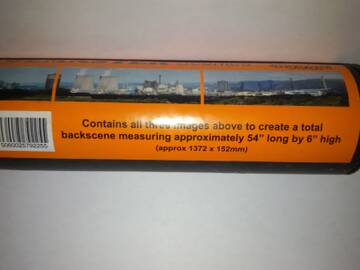 Contains all three images above to create a total
backscene measuring approximately 54" long by 6" high
(approx 1372 x 152mm)
5060025792255